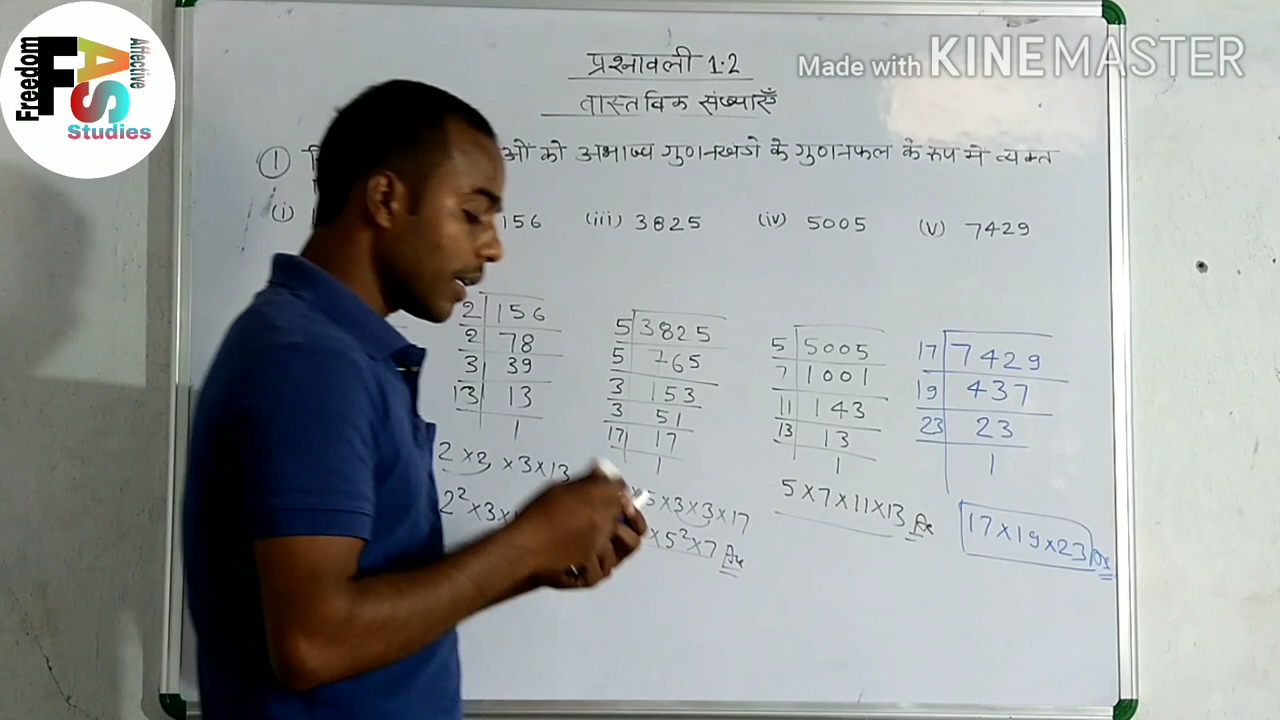 Freedom
FAS
Affective
Studies
Made with KINEMASTER
प्रश्नावली 1.2
वास्तविक संख्याएँ
① ओं को अभाज्य गुणनखंडो के गुणनफल के रूप में व्यक्त
(i) 156 (iii) 3825 (iv) 5005 (v) 7429
2 156
2 78
3 39
13 13
1
2 × 2 × 3 × 13
2² × 3 ×
5 3825
5 765
3 153
3 51
17 17
1
× 5 × 3 × 3 × 17
× 5² × 7 Ans
5 5005
7 1001
11 143
13 13
1
5 × 7 × 11 × 13 Ans
17 7429
19 437
23 23
1
17 × 19 × 23 Ans